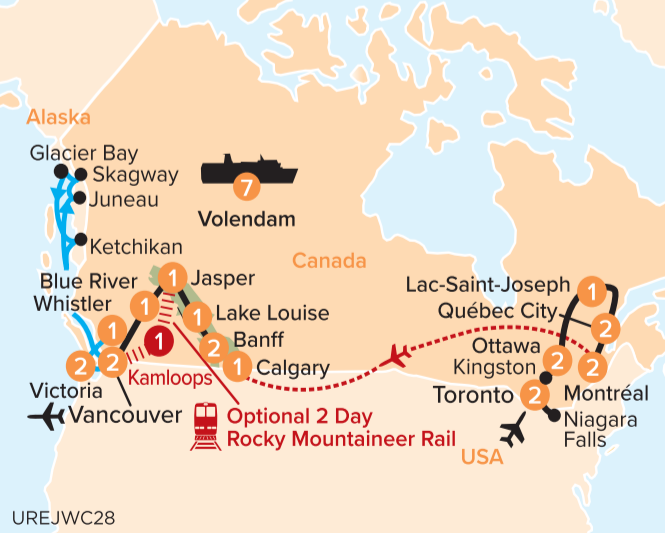 Alaska
Glacier Bay
Skagway
Juneau
Ketchikan
7
Volendam
Canada
Blue River
Whistler
1
Jasper
1
1
Lake Louise
1
2
Banff
2
2
1
1
Calgary
Victoria
Kamloops
Vancouver
Optional 2 Day
Rocky Mountaineer Rail
Lac-Saint-Joseph
1
Québec City
2
Ottawa
2
2
Kingston
Toronto
2
Montréal
Niagara
Falls
USA
UREJWC28